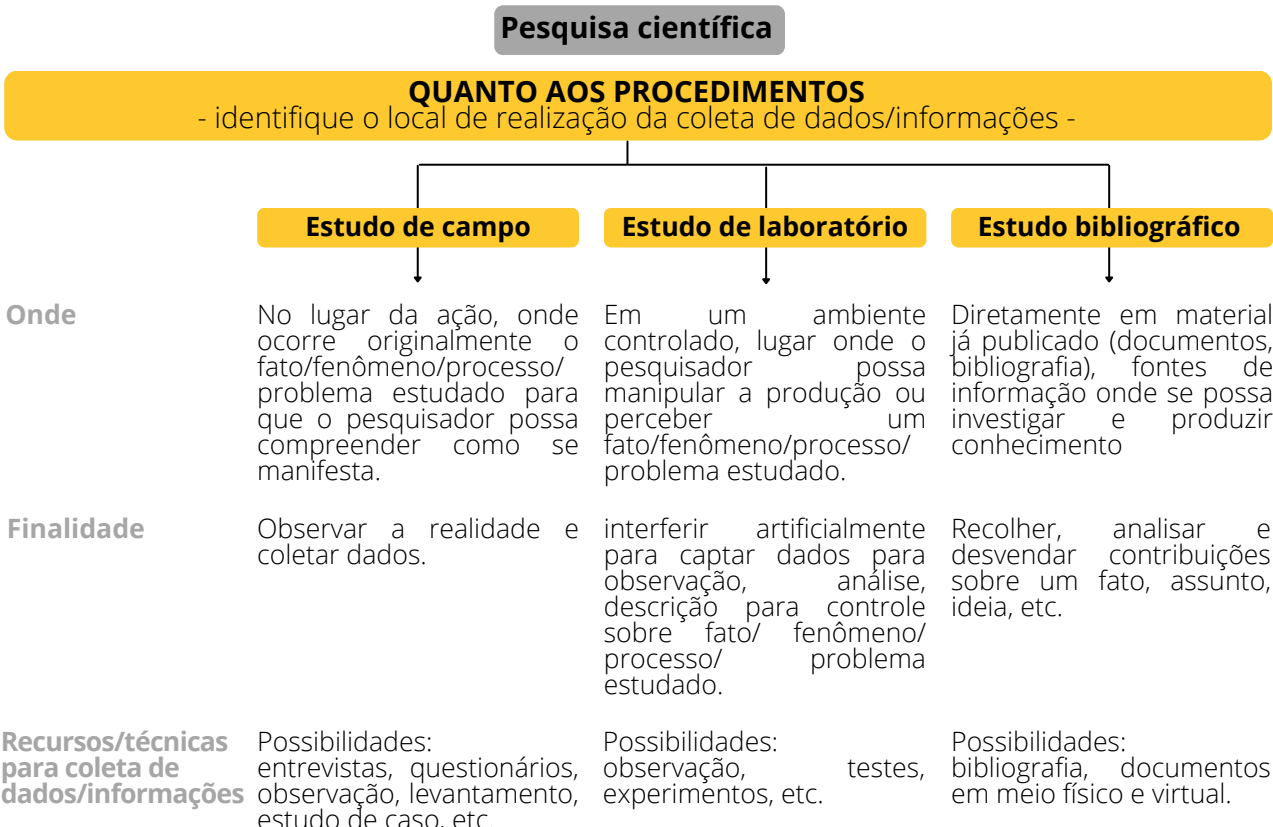 Pesquisa científica
QUANTO AOS PROCEDIMENTOS
- identifique o local de realização da coleta de dados/informações -
Estudo de campo
Estudo de laboratório
Estudo bibliográfico
Onde
No lugar da ação, onde
ocorre originalmente o
fato/fenômeno/processo/
problema estudado para
que o pesquisador possa
compreender como se
manifesta.
Em um ambiente
controlado, lugar onde o
pesquisador possa
manipular a produção ou
perceber um
fato/fenômeno/processo/
problema estudado.
Diretamente em material
já publicado (documentos,
bibliografia), fontes de
informação onde se possa
investigar e produzir
conhecimento
Finalidade
Observar a realidade e
coletar dados.
interferir artificialmente
para captar dados para
observação, análise,
descrição para controle
sobre fato/ fenômeno/
processo/ problema
estudado.
Recolher, analisar e
desvendar contribuições
sobre um fato, assunto,
ideia, etc.
Recursos/técnicas
para coleta de
dados/informações
Possibilidades:
entrevistas, questionários,
observação, levantamento,
estudo de caso, etc.
Possibilidades:
observação, testes,
experimentos, etc.
Possibilidades:
bibliografia, documentos
em meio físico e virtual.